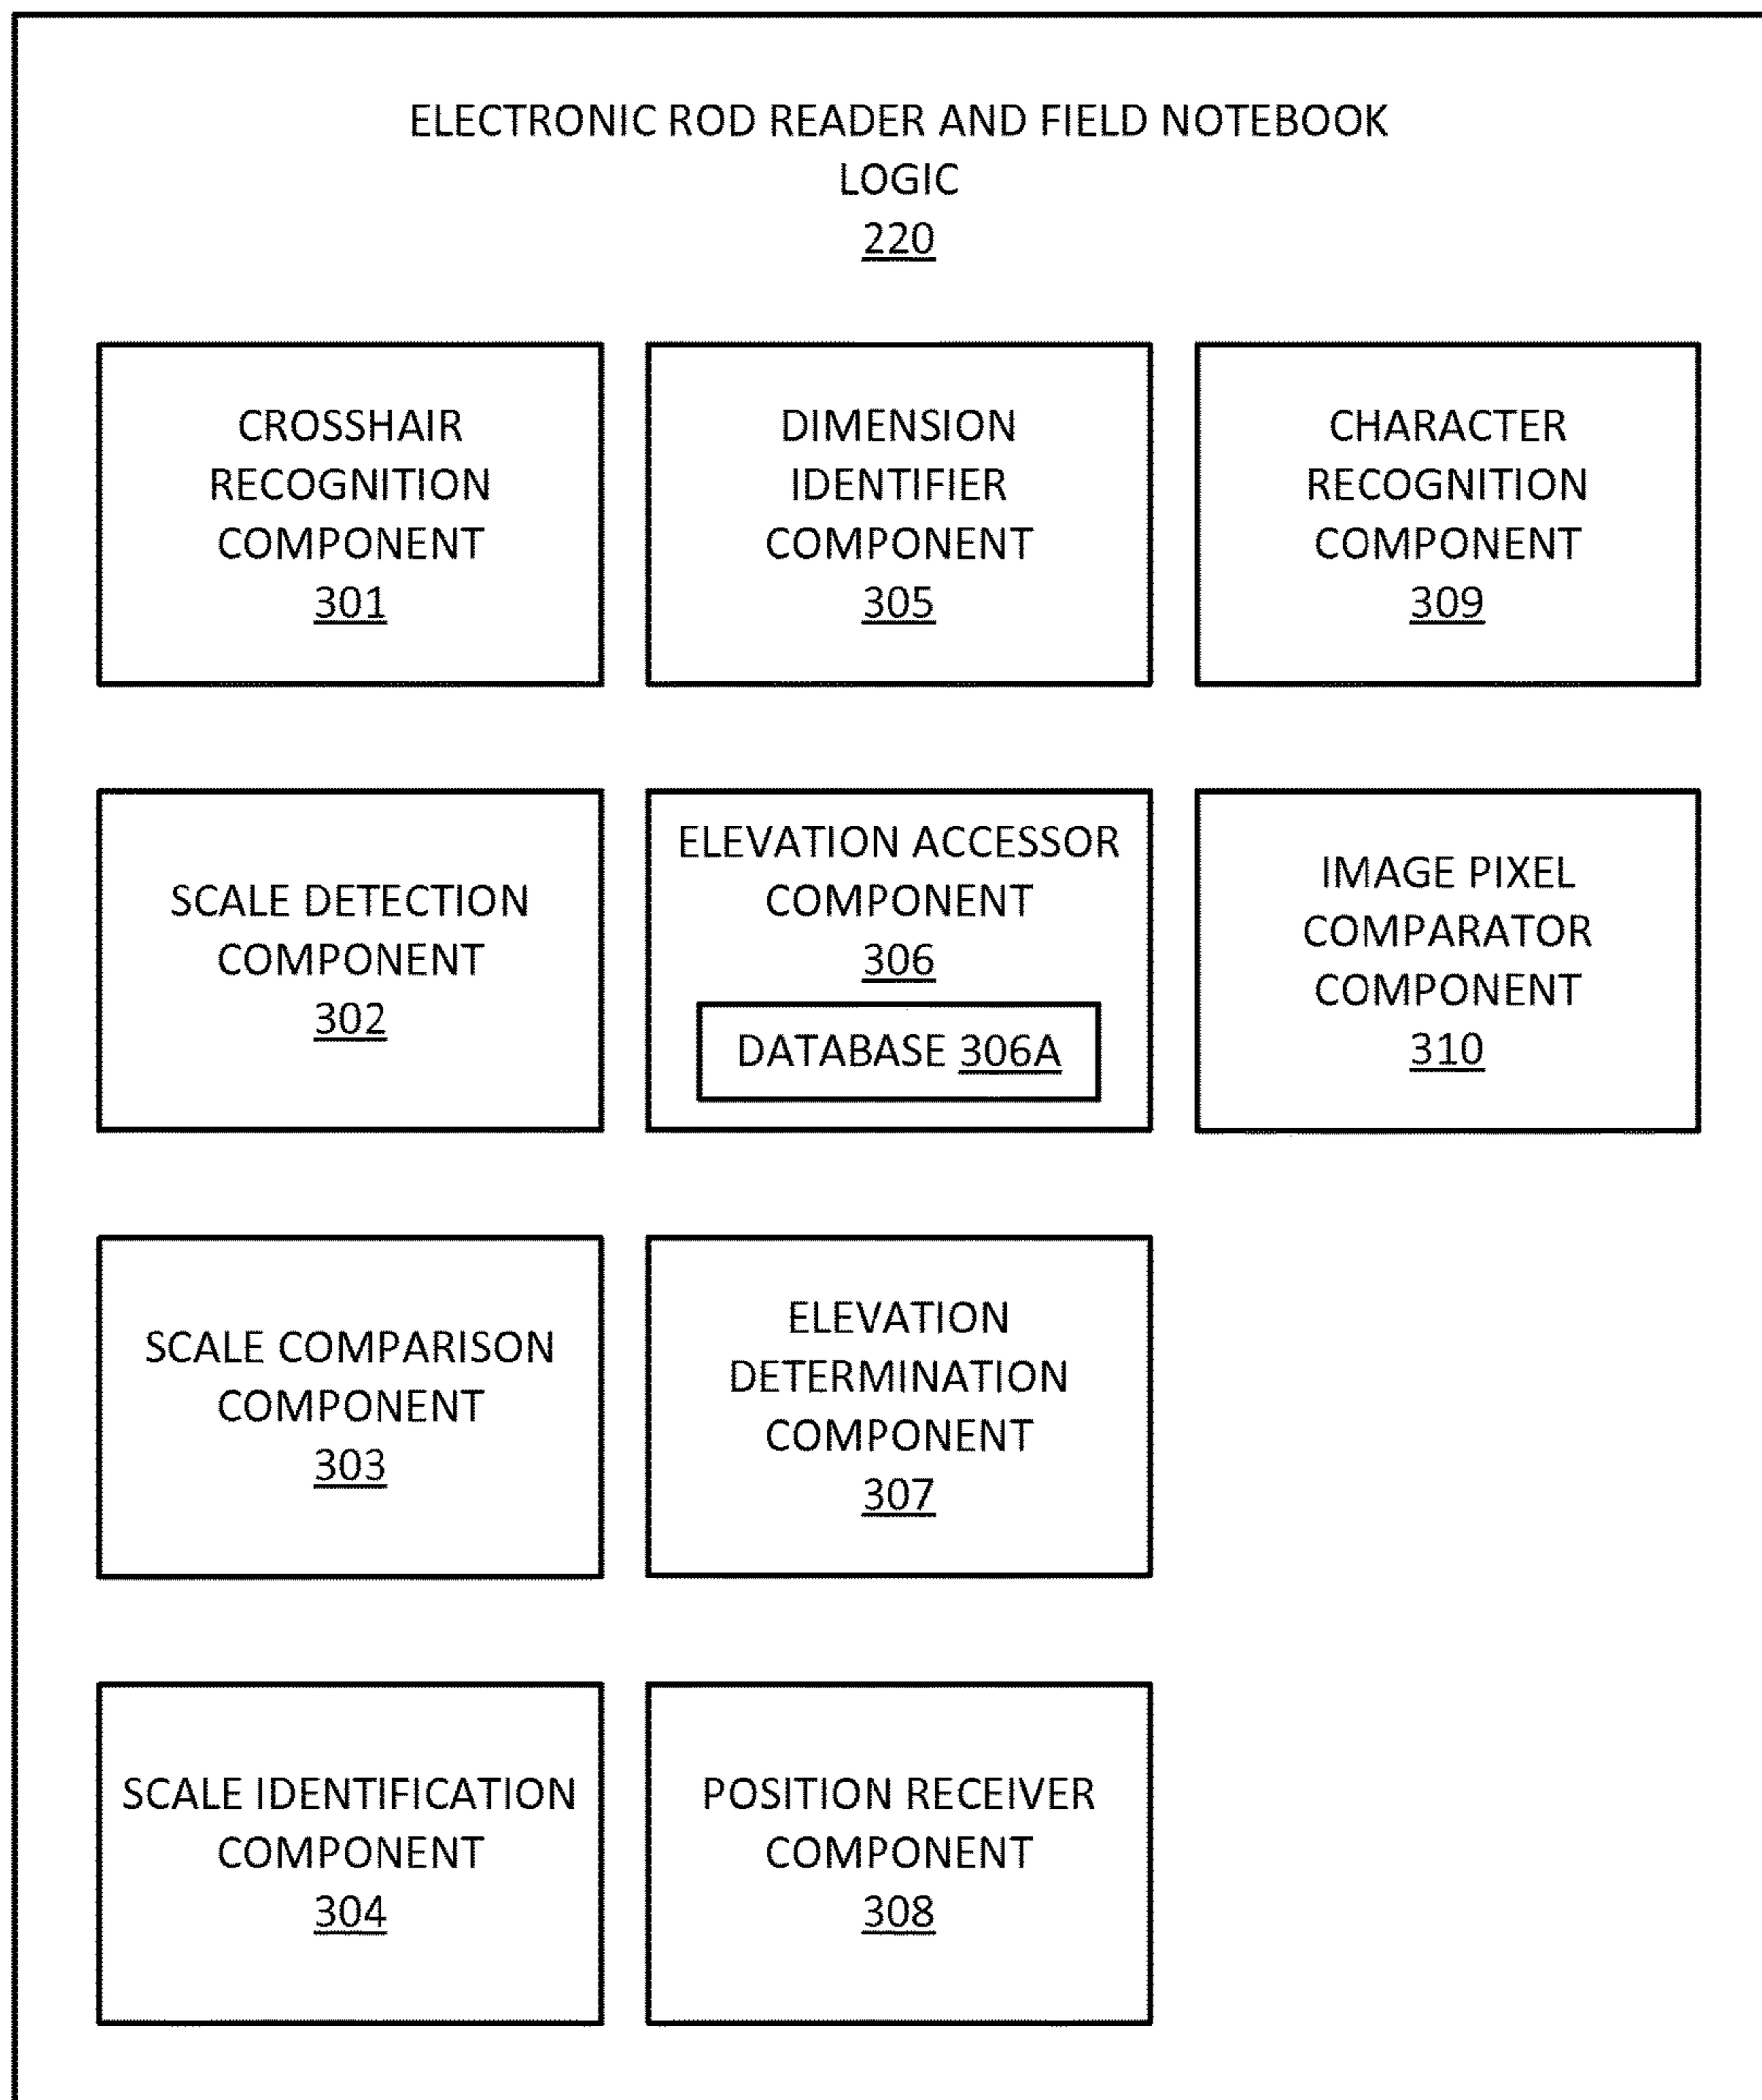 ELECTRONIC ROD READER AND FIELD NOTEBOOK
LOGIC
220
CROSSHAIR
RECOGNITION
COMPONENT
301
DIMENSION
IDENTIFIER
COMPONENT
305
CHARACTER
RECOGNITION
COMPONENT
309
SCALE DETECTION
COMPONENT
302
ELEVATION ACCESSOR
COMPONENT
306
DATABASE 306A
IMAGE PIXEL
COMPARATOR
COMPONENT
310
SCALE COMPARISON
COMPONENT
303
ELEVATION
DETERMINATION
COMPONENT
307
SCALE IDENTIFICATION
COMPONENT
304
POSITION RECEIVER
COMPONENT
308